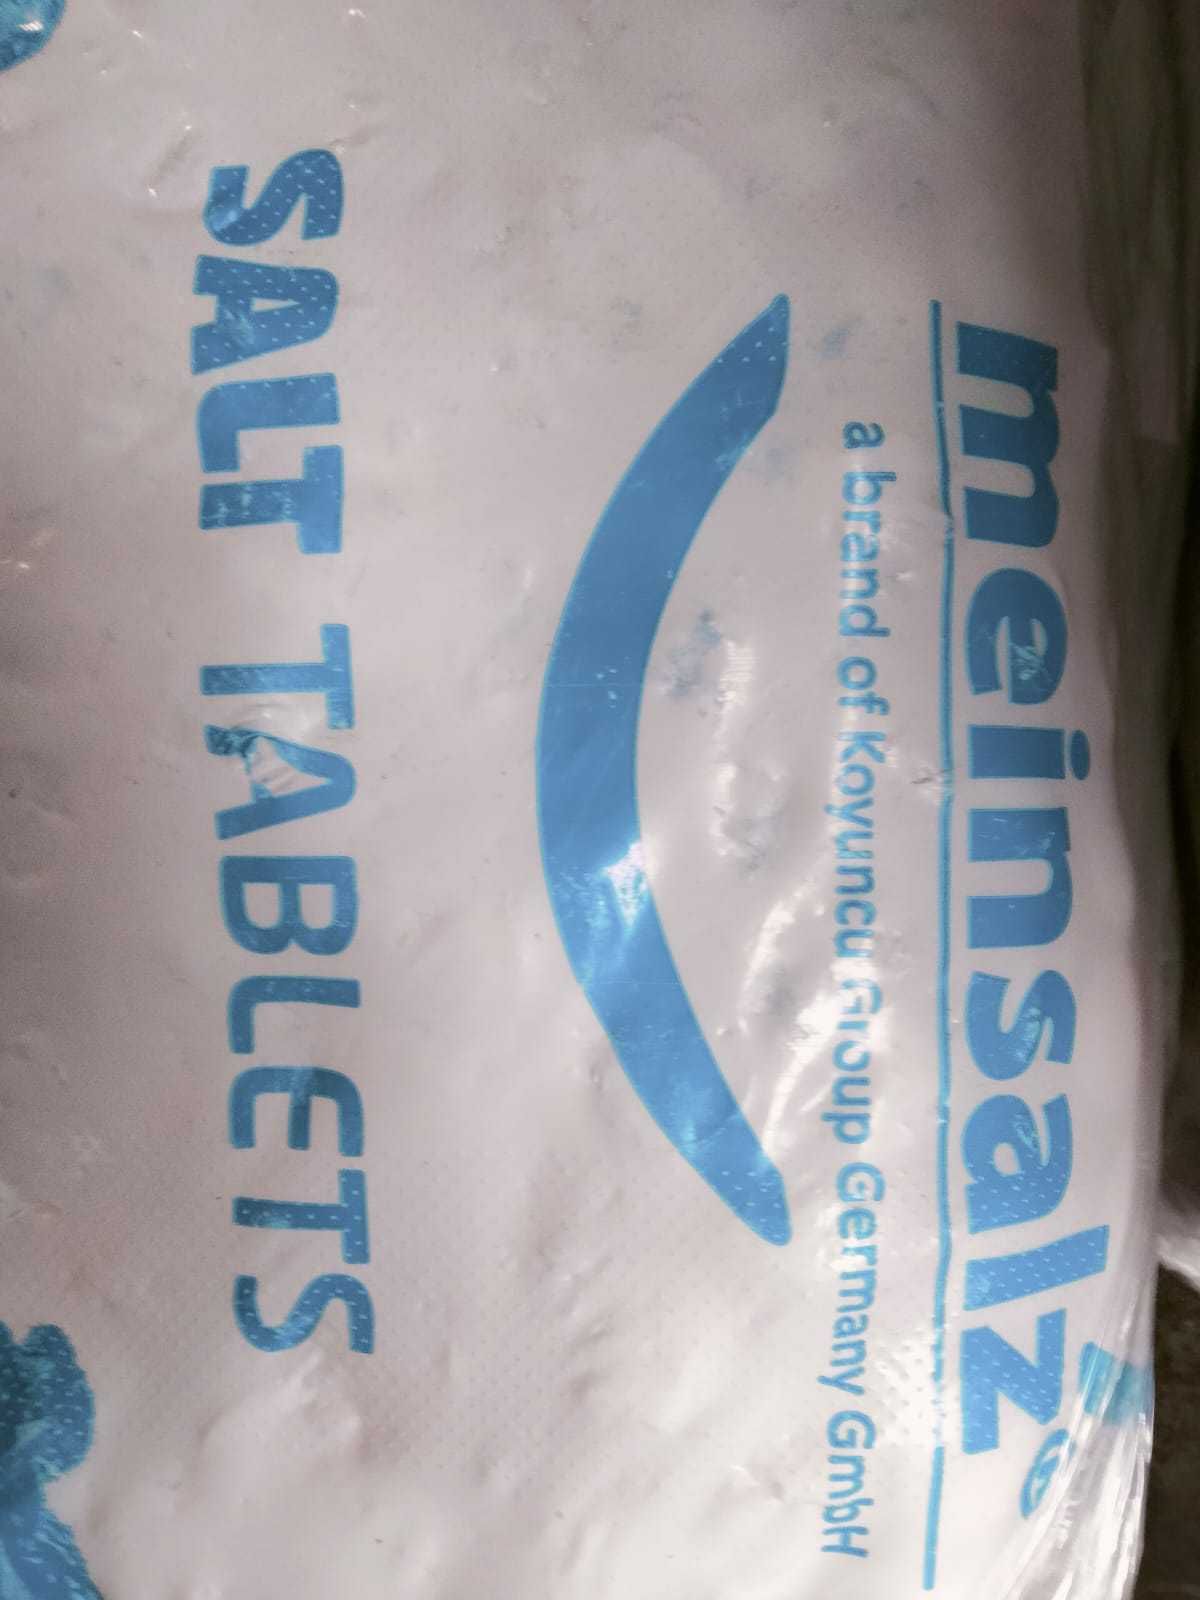 meinsalz®
a brand of Koyuncu Group Germany GmbH
SALT TABLETS